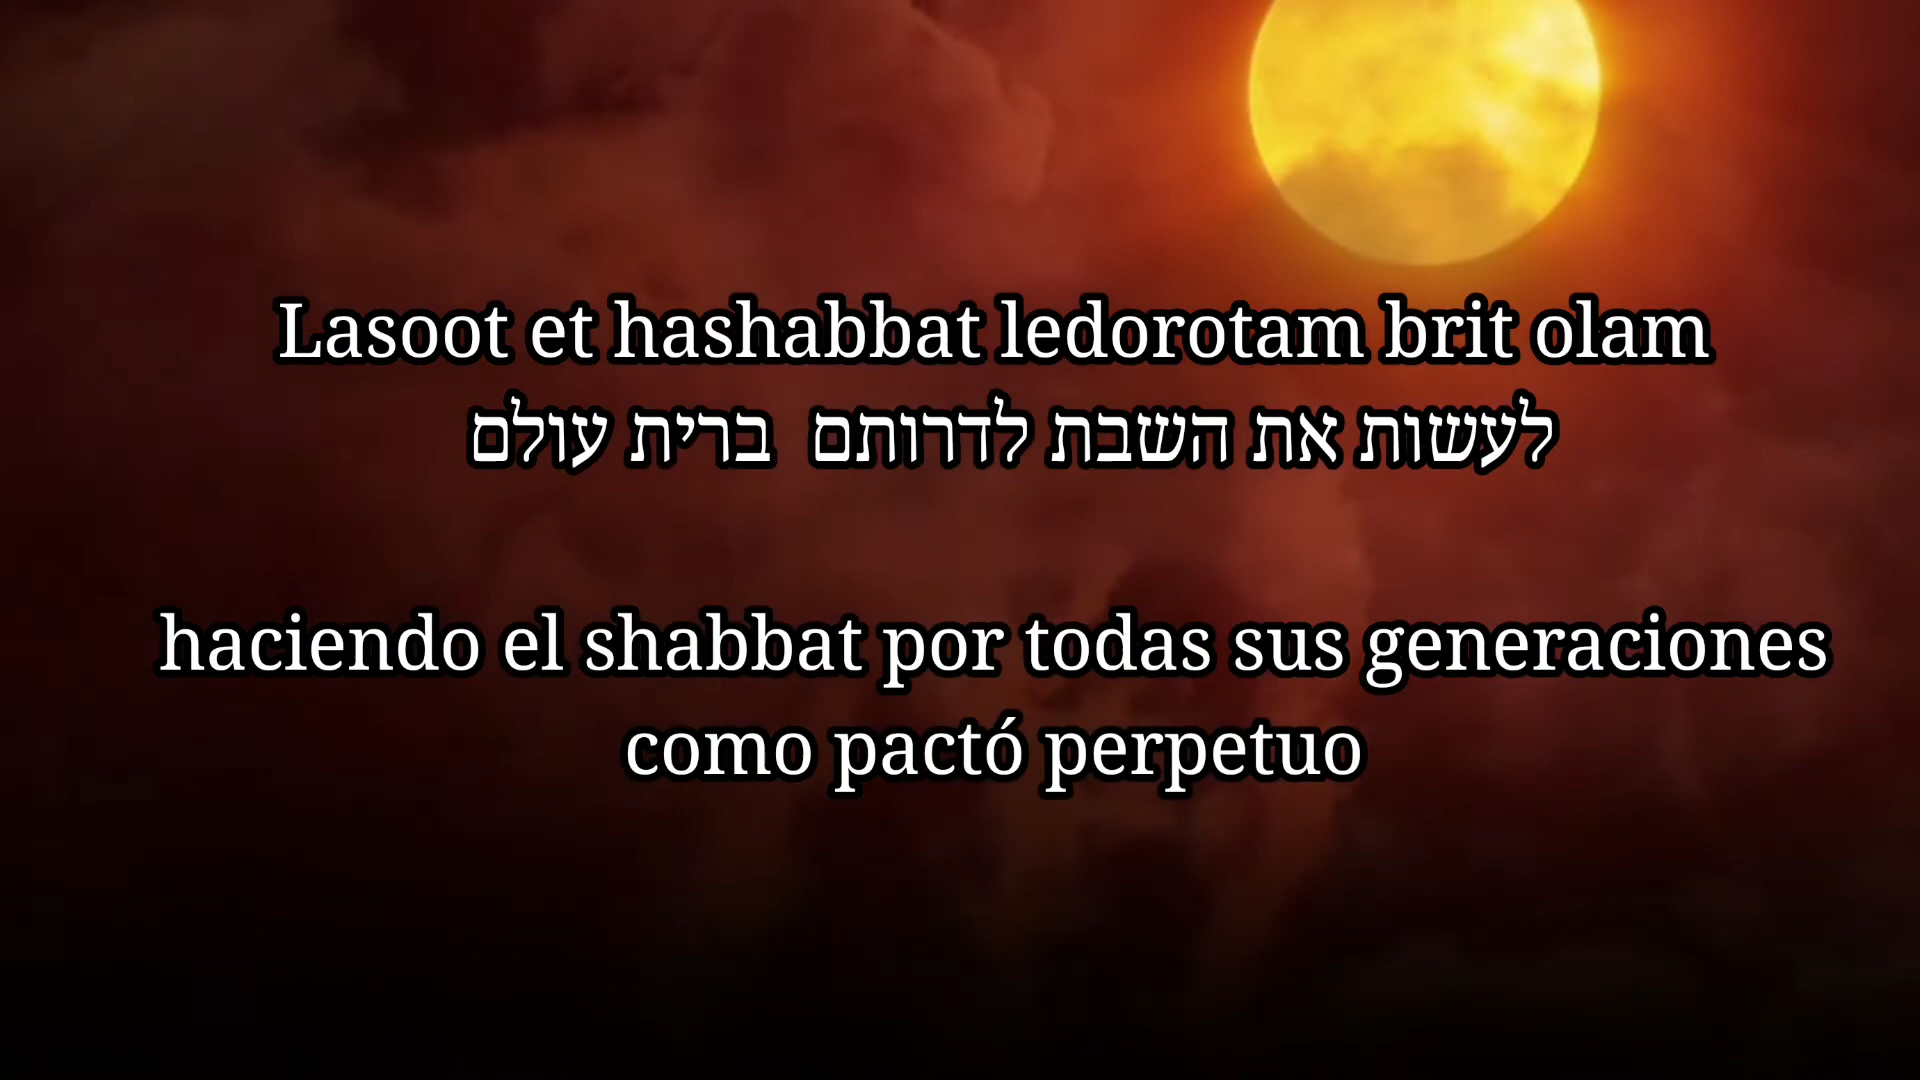 Lasoot et hashabbat ledorotam brit olam
לעשות את השבת לדרותם  ברית עולם
haciendo el shabbat por todas sus generaciones
como pactó perpetuo